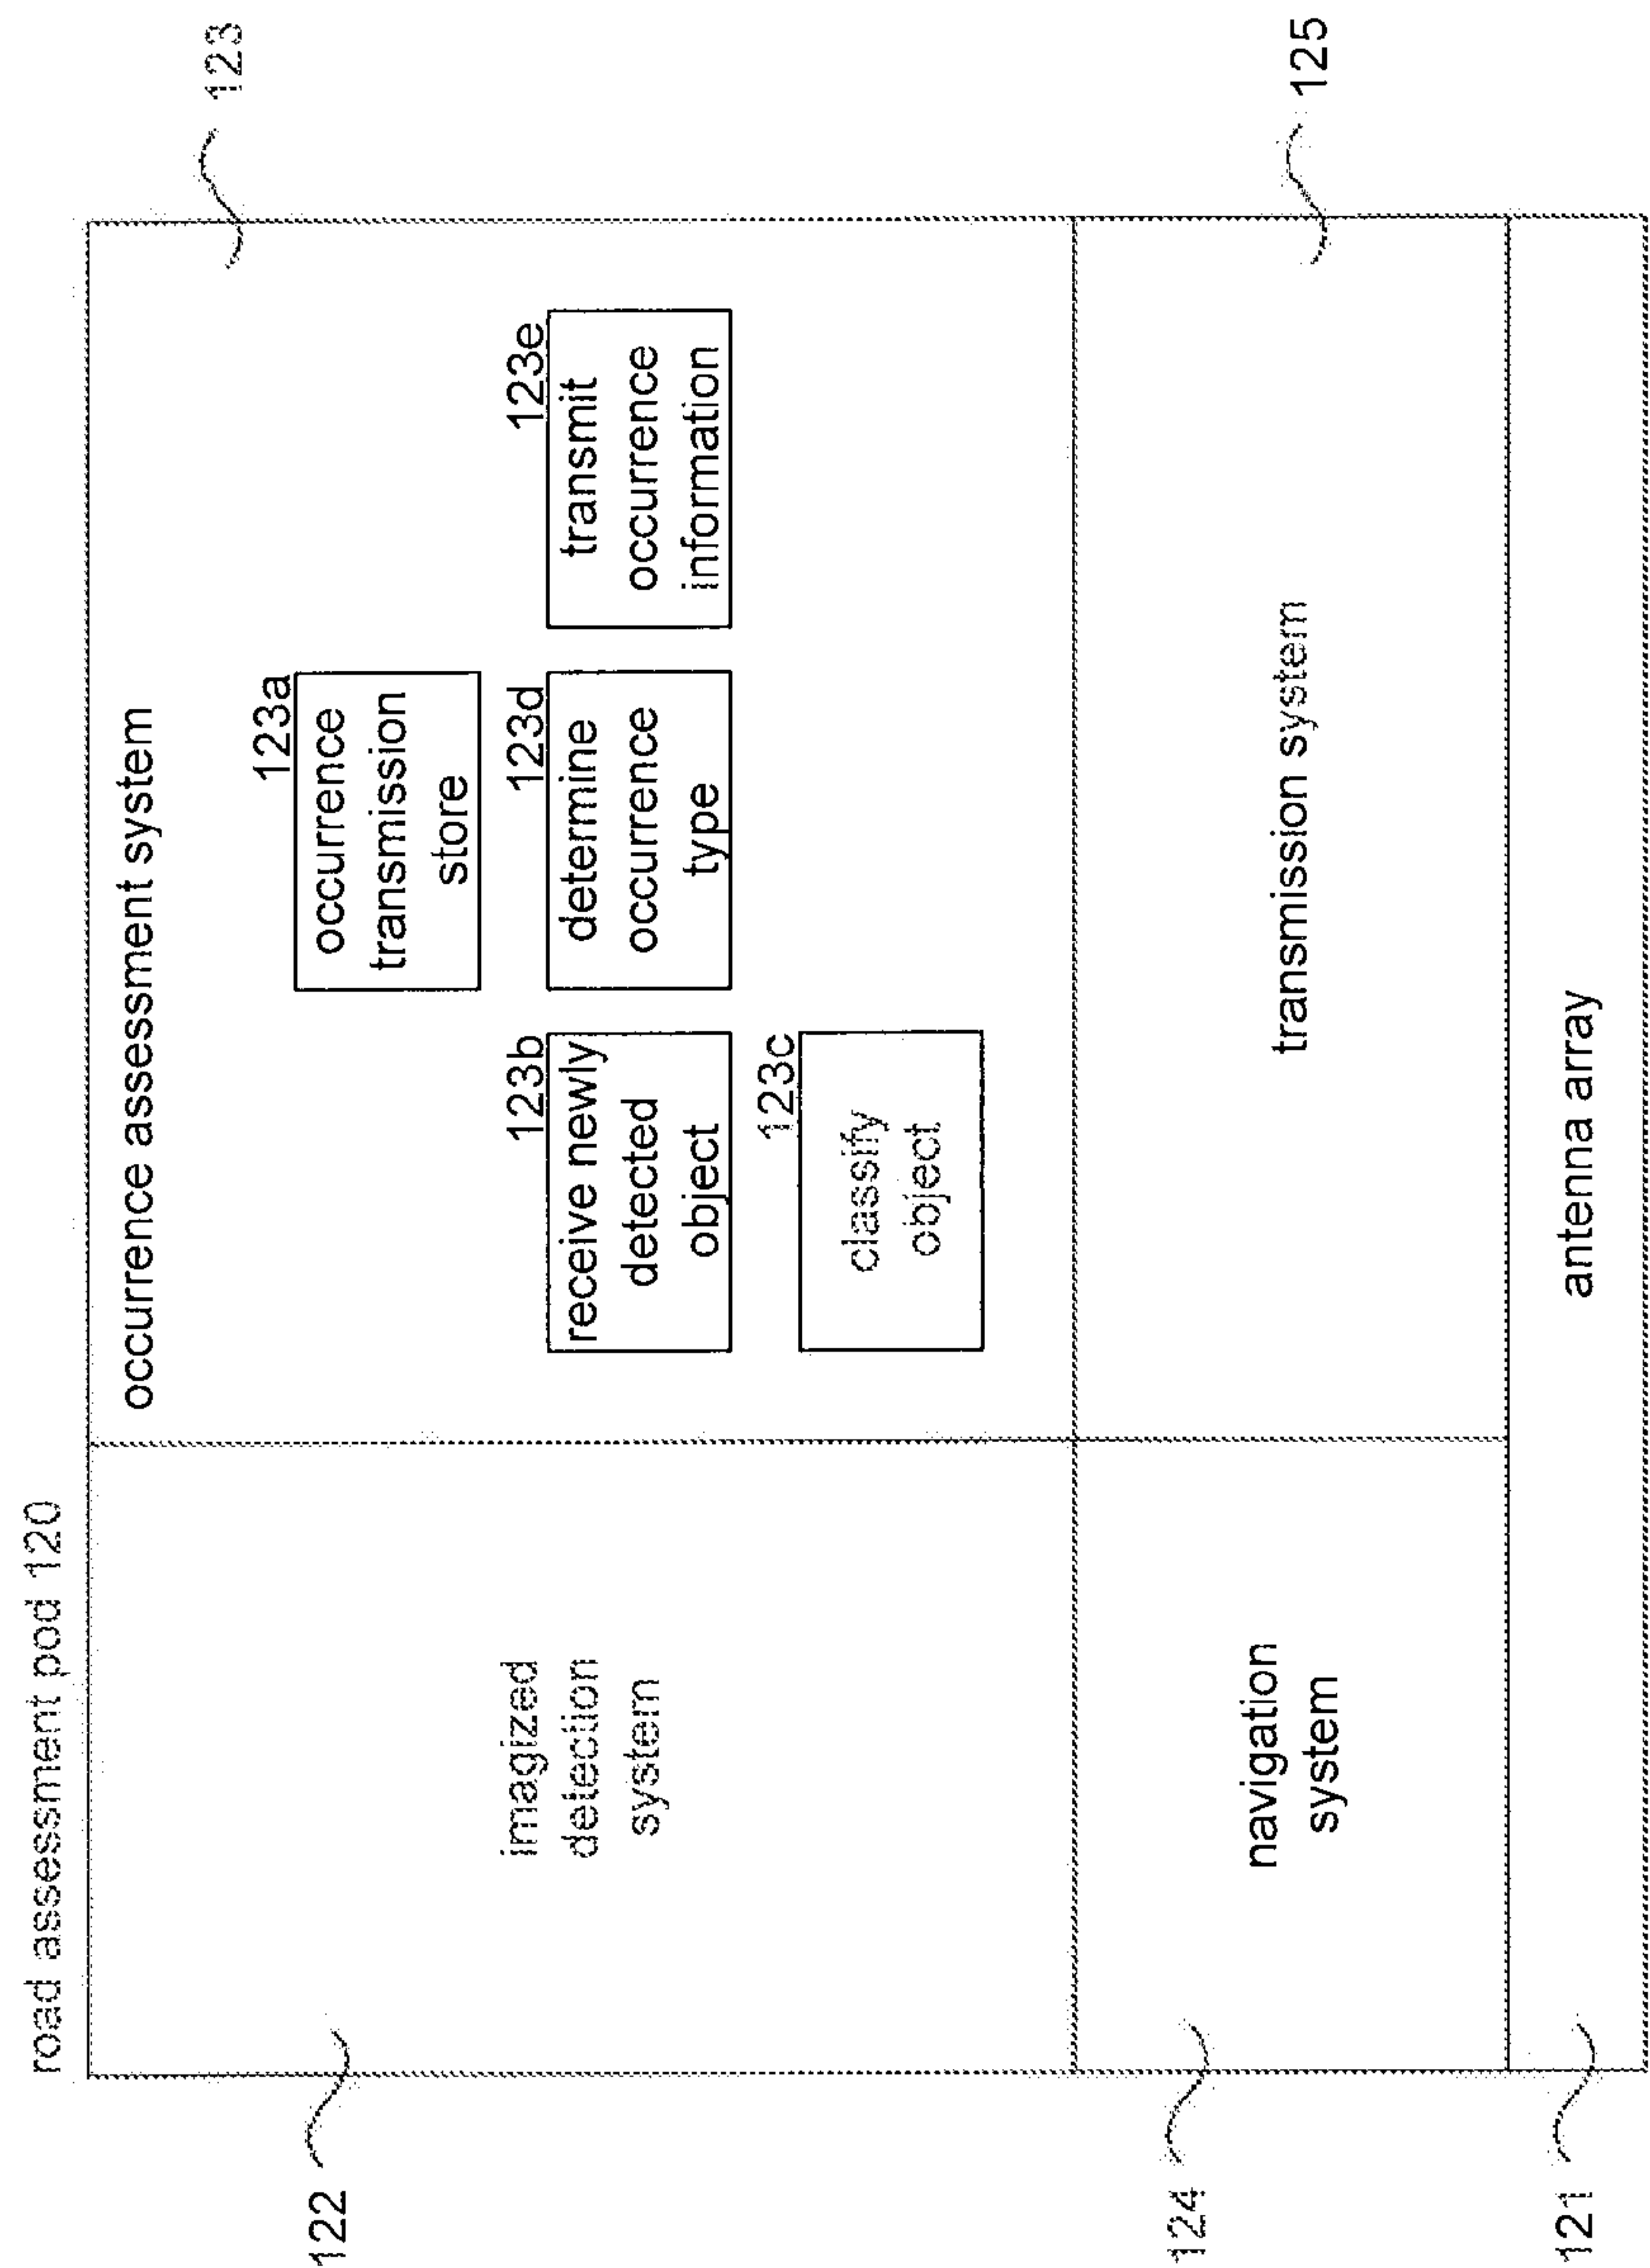 road assessment pod 120
122
imagized
detection
system
occurrence assessment system
123
123a
occurrence
transmission
store
123b
receive newly
detected
object
123d
determine
occurrence
type
123e
transmit
occurrence
information
123c
classify
object
124
navigation
system
transmission system
125
121
antenna array